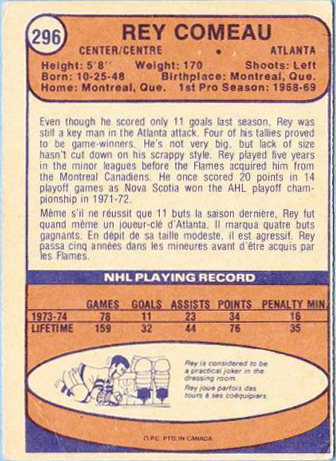 296
REY COMEAU
CENTER/CENTRE • ATLANTA
Height: 5'8" Weight: 170 Shoots: Left
Born: 10-25-48 Birthplace: Montreal, Que.
Home: Montreal, Que. 1st Pro Season: 1968-69
Even though he scored only 11 goals last season, Rey was
still a key man in the Atlanta attack. Four of his tallies proved
to be game-winners. He's not very big, but lack of size
hasn't cut down on his scrappy style. Rey played five years
in the minor leagues before the Flames acquired him from
the Montreal Canadiens. He once scored 20 points in 14
playoff games as Nova Scotia won the AHL playoff cham-
pionship in 1971-72.
Même s'il ne réussit que 11 buts la saison dernière, Rey fut
quand même un joueur-clé d'Atlanta. Il marqua quatre buts
gagnants. En dépit de sa taille modeste, il est agressif. Rey
passa cinq années dans les mineures avant d'être acquis par
les Flames.
NHL PLAYING RECORD
GAMES GOALS ASSISTS POINTS PENALTY MIN.
1973-74 78 11 23 34 16
LIFETIME 159 32 44 76 35
Rey is considered to be
a practical joker in the
dressing room.
Rey joue parfois des
tours à ses coéquipiers.
O.P.C. PTD. IN CANADA